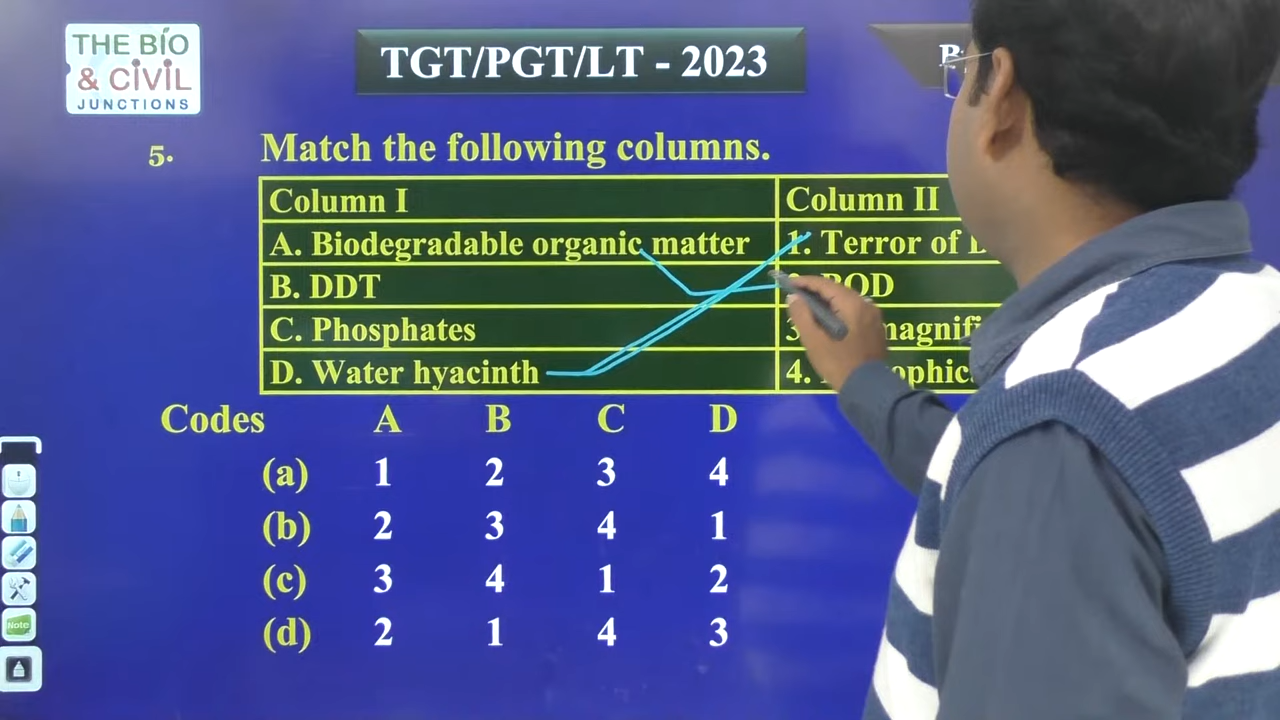 THE BIO
& CIVIL
JUNCTIONS
TGT/PGT/LT - 2023
5. Match the following columns.
Column I Column II
A. Biodegradable organic matter 1. Terror of
B. DDT BOD
C. Phosphates 3.
D. Water hyacinth 4.
Codes A B C D
(a) 1 2 3 4
(b) 2 3 4 1
(c) 3 4 1 2
(d) 2 1 4 3
Note